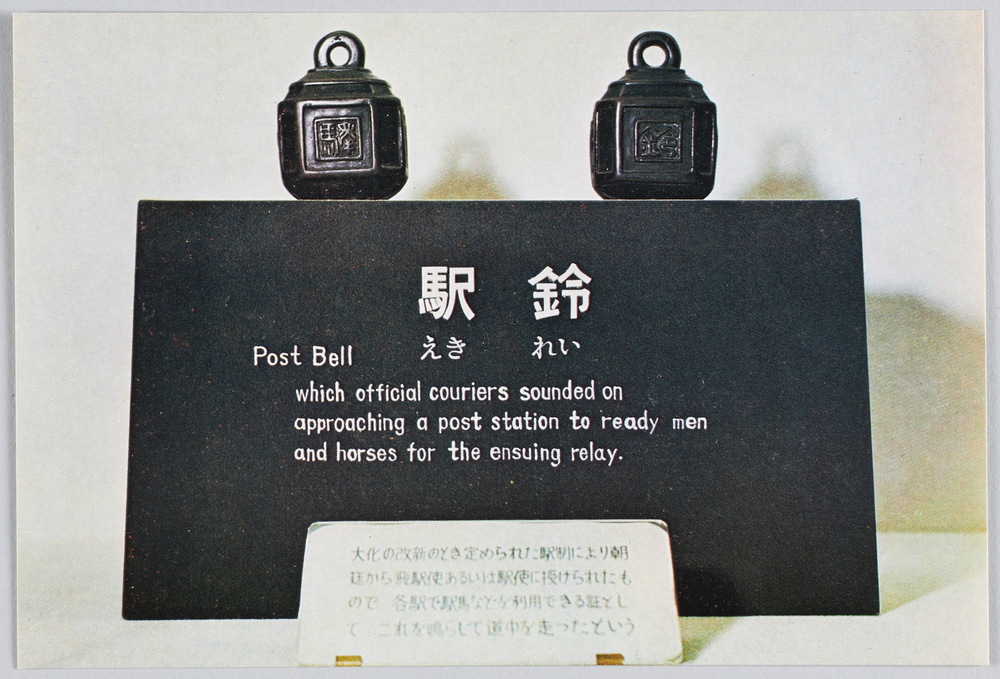 驛
鈴
駅 鈴
えき れい
Post Bell
which official couriers sounded on
approaching a post station to ready men
and horses for the ensuing relay.
大化の改新のとき定められた駅制により朝
廷から飛駅使あるいは駅使に授けられたも
ので 各駅で駅馬などを利用できる証とし
て これを鳴らして道中を走ったという